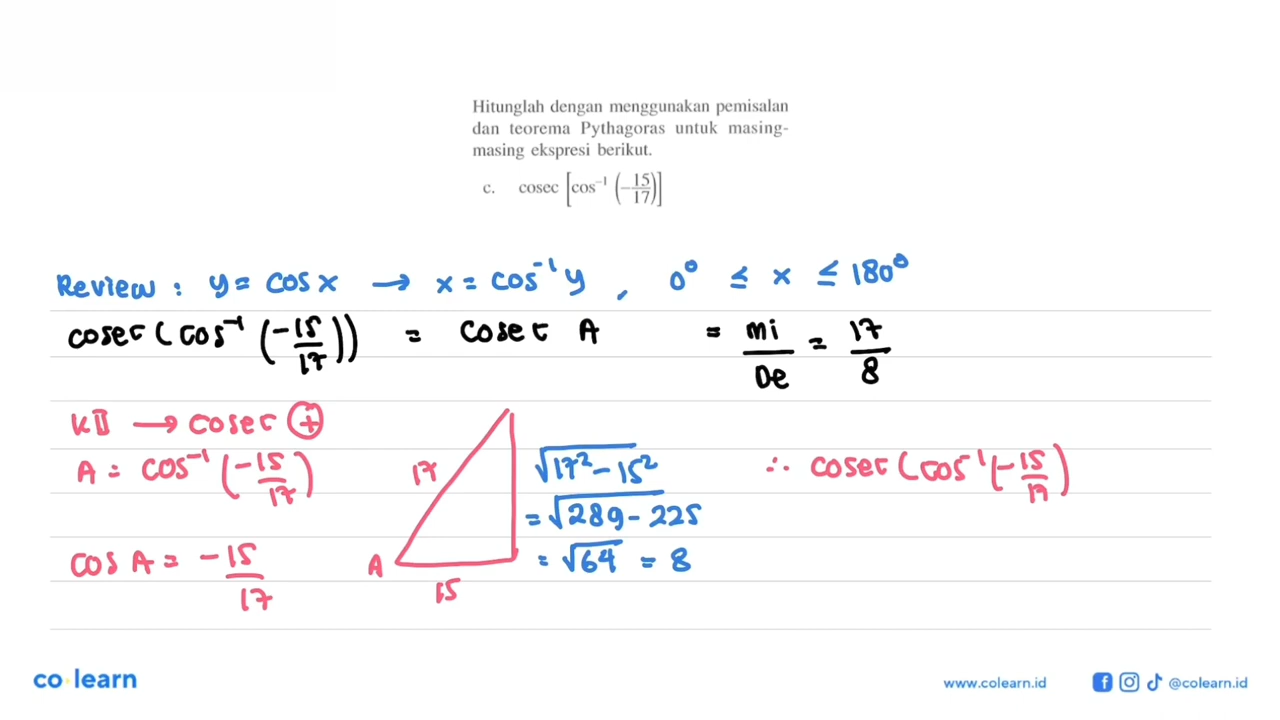 Hitunglah dengan menggunakan pemisalan
dan teorema Pythagoras untuk masing-
masing ekspresi berikut.
c. cosec [cos⁻¹ (-15/17)]
Review : y = cos x → x = cos⁻¹ y , 0° ≤ x ≤ 180°
cosec (cos⁻¹ (-15/17)) = cosec A = mi/De = 17/8
KII → cosec (+)
A = cos⁻¹ (-15/17)
cos A = -15/17
17
A
15
√17² - 15²
= √289 - 225
= √64 = 8
∴ cosec (cos⁻¹ (-15/17)
co learn
www.colearn.id
@colearn.id